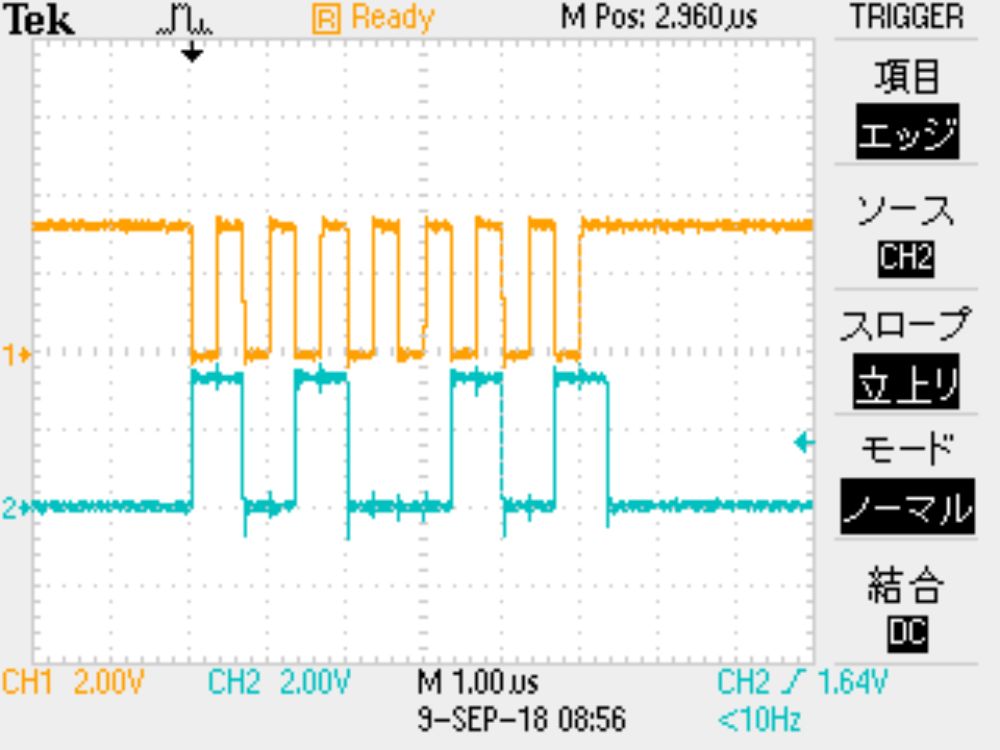 Tek R Ready M Pos: 2.960µs TRIGGER
項目
エッジ
ソース
CH2
スロープ
立上り
モード
ノーマル
結合
DC
1
2
CH1 2.00V CH2 2.00V M 1.00µs CH2 1.64V
9-SEP-18 08:56 <10Hz